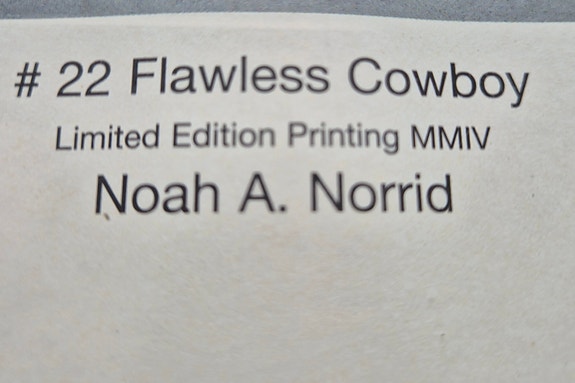 # 22 Flawless Cowboy
Limited Edition Printing MMIV
Noah A. Norrid